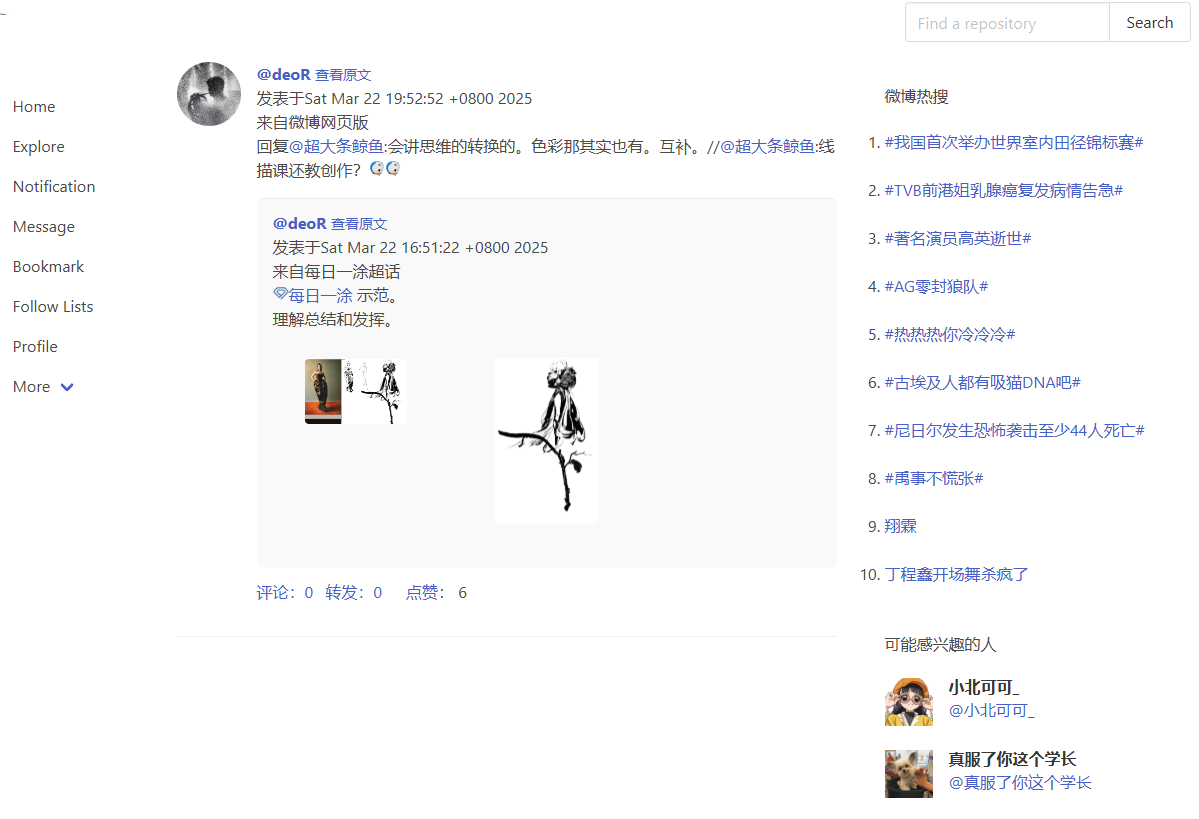 Find a repository
Search
Home
Explore
Notification
Message
Bookmark
Follow Lists
Profile
More
@deoR 查看原文
发表于Sat Mar 22 19:52:52 +0800 2025
来自微博网页版
回复@超大条鲸鱼:会讲思维的转换的。色彩那其实也有。互补。//@超大条鲸鱼:线
描课还教创作？
@deoR 查看原文
发表于Sat Mar 22 16:51:22 +0800 2025
来自每日一涂超话
每日一涂 示范。
理解总结和发挥。
评论：0 转发：0 点赞： 6
微博热搜
1. #我国首次举办世界室内田径锦标赛#
2. #TVB前港姐乳腺癌复发病情告急#
3. #著名演员高英逝世#
4. #AG零封狼队#
5. #热热热你冷冷冷#
6. #古埃及人都有吸猫DNA吧#
7. #尼日尔发生恐怖袭击至少44人死亡#
8. #禹事不慌张#
9. 翔霖
10. 丁程鑫开场舞杀疯了
可能感兴趣的人
小北可可_
@小北可可_
真服了你这个学长
@真服了你这个学长